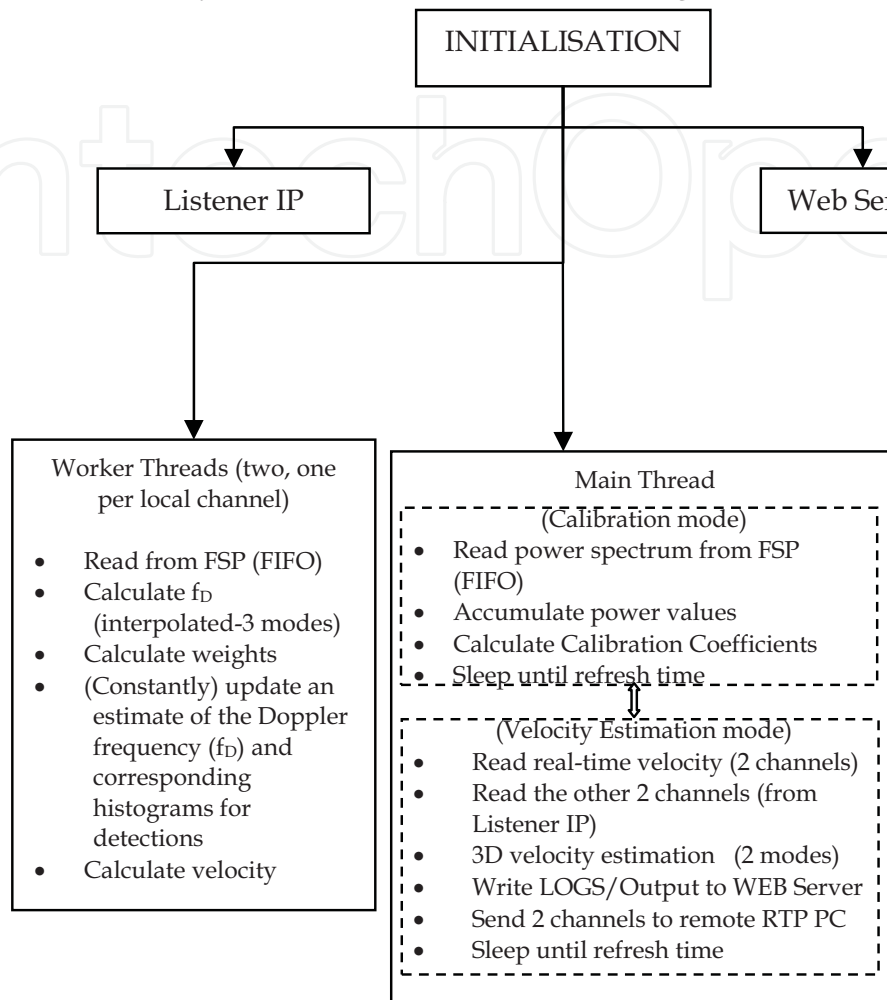 INITIALISATION
Listener IP
Web Ser
Worker Threads (two, one
per local channel)
• Read from FSP (FIFO)
• Calculate fD
(interpolated-3 modes)
• Calculate weights
• (Constantly) update an
estimate of the Doppler
frequency (fD) and
corresponding
histograms for
detections
• Calculate velocity
Main Thread
(Calibration mode)
• Read power spectrum from FSP
(FIFO)
• Accumulate power values
• Calculate Calibration Coefficients
• Sleep until refresh time
(Velocity Estimation mode)
• Read real-time velocity (2 channels)
• Read the other 2 channels (from
Listener IP)
• 3D velocity estimation (2 modes)
• Write LOGS/Output to WEB Server
• Send 2 channels to remote RTP PC
• Sleep until refresh time